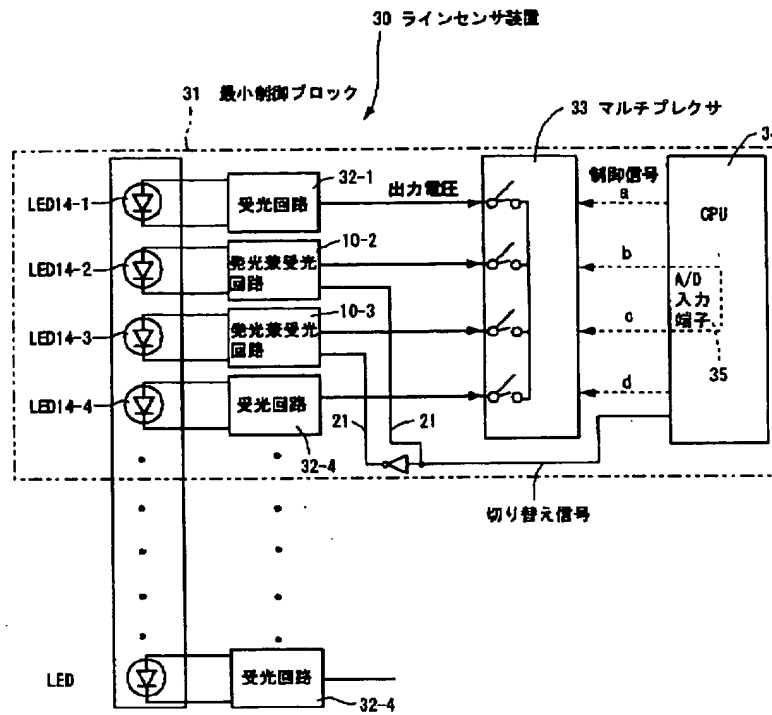 30 ラインセンサ装置
31 最小制御ブロック
33 マルチプレクサ
34
32-1
LED14-1
受光回路
出力電圧
制御信号
a
CPU
10-2
LED14-2
発光兼受光
回路
b
A/D
入力
端子
10-3
LED14-3
発光兼受光
回路
c
35
LED14-4
受光回路
d
21
21
32-4
切り替え信号
LED
受光回路
32-4